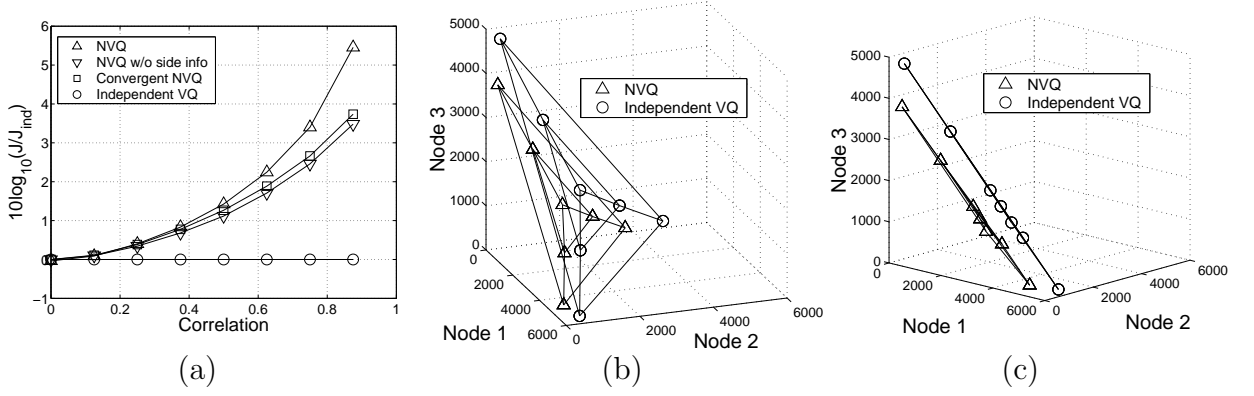 6
5
4
3
2
1
0
−1
0
0.2
0.4
0.6
0.8
1
10log10(J/Jind)
Correlation
NVQ
NVQ w/o side info
Convergent NVQ
Independent VQ
(a)
5000
4000
3000
2000
1000
0
Node 3
0
2000
4000
6000
Node 1
0
2000
4000
6000
Node 2
NVQ
Independent VQ
(b)
5000
4000
3000
2000
1000
0
Node 3
0
2000
4000
6000
Node 1
0
2000
4000
6000
Node 2
NVQ
Independent VQ
(c)